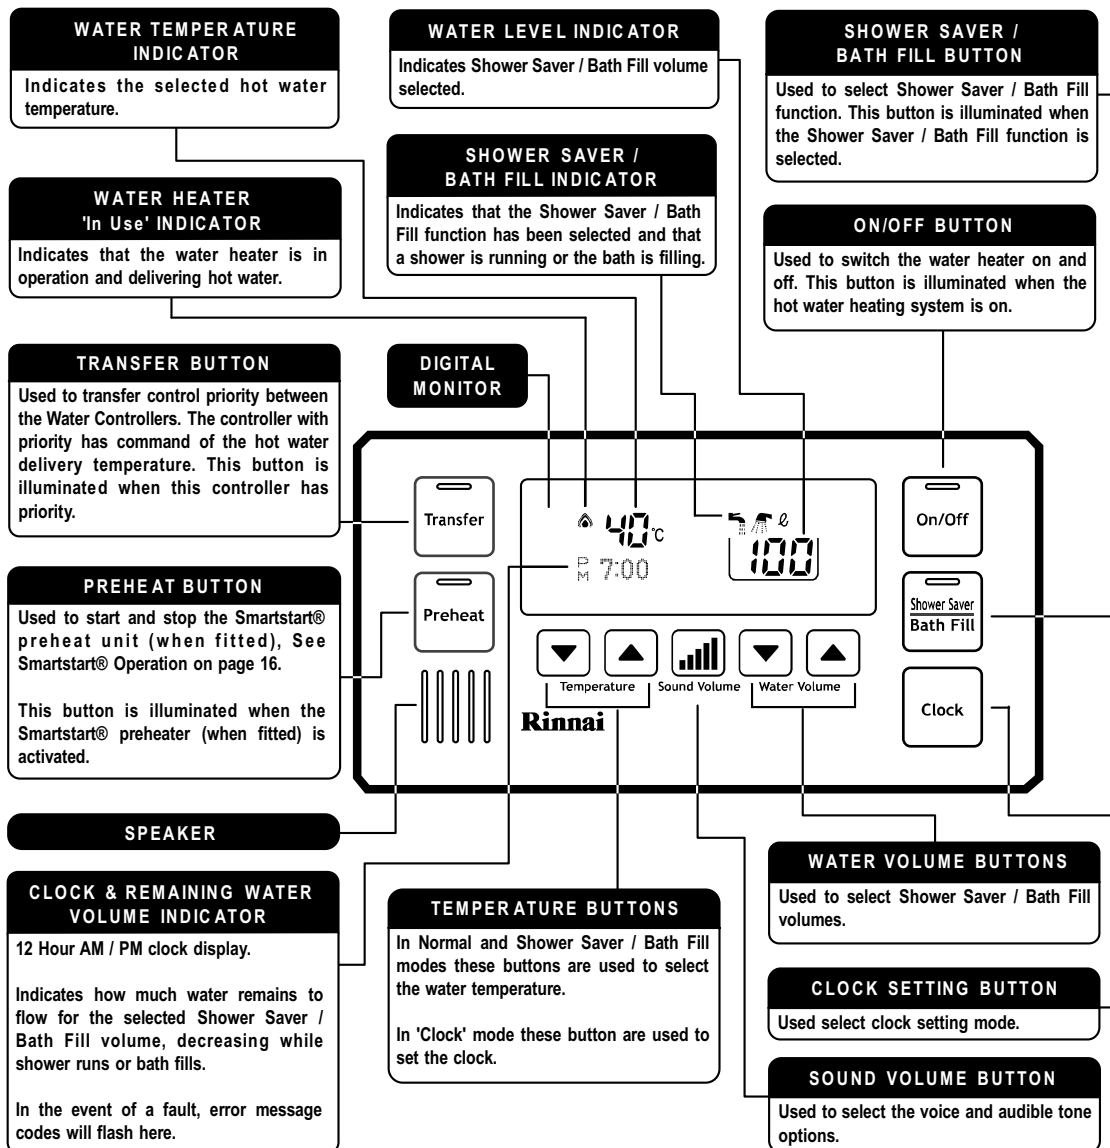 WATER TEMPERATURE
INDICATOR
Indicates the selected hot water
temperature.
WATER HEATER
'In Use' INDICATOR
Indicates that the water heater is in
operation and delivering hot water.
TRANSFER BUTTON
Used to transfer control priority between
the Water Controllers. The controller with
priority has command of the hot water
delivery temperature. This button is
illuminated when this controller has
priority.
PREHEAT BUTTON
Used to start and stop the Smartstart®
preheat unit (when fitted), See
Smartstart® Operation on page 16.
This button is illuminated when the
Smartstart® preheater (when fitted) is
activated.
SPEAKER
CLOCK & REMAINING WATER
VOLUME INDICATOR
12 Hour AM / PM clock display.
Indicates how much water remains to
flow for the selected Shower Saver /
Bath Fill volume, decreasing while
shower runs or bath fills.
In the event of a fault, error message
codes will flash here.
WATER LEVEL INDICATOR
Indicates Shower Saver / Bath Fill volume
selected.
SHOWER SAVER /
BATH FILL INDICATOR
Indicates that the Shower Saver / Bath
Fill function has been selected and that
a shower is running or the bath is filling.
DIGITAL
MONITOR
SHOWER SAVER /
BATH FILL BUTTON
Used to select Shower Saver / Bath Fill
function. This button is illuminated when
the Shower Saver / Bath Fill function is
selected.
ON/OFF BUTTON
Used to switch the water heater on and
off. This button is illuminated when the
hot water heating system is on.
Transfer
Preheat
40°C
PM 7:00
ℓ
100
On/Off
Shower Saver
Bath Fill
Clock
Temperature
Sound Volume
Water Volume
Rinnai
TEMPERATURE BUTTONS
In Normal and Shower Saver / Bath Fill
modes these buttons are used to select
the water temperature.
In 'Clock' mode these button are used to
set the clock.
WATER VOLUME BUTTONS
Used to select Shower Saver / Bath Fill
volumes.
CLOCK SETTING BUTTON
Used select clock setting mode.
SOUND VOLUME BUTTON
Used to select the voice and audible tone
options.